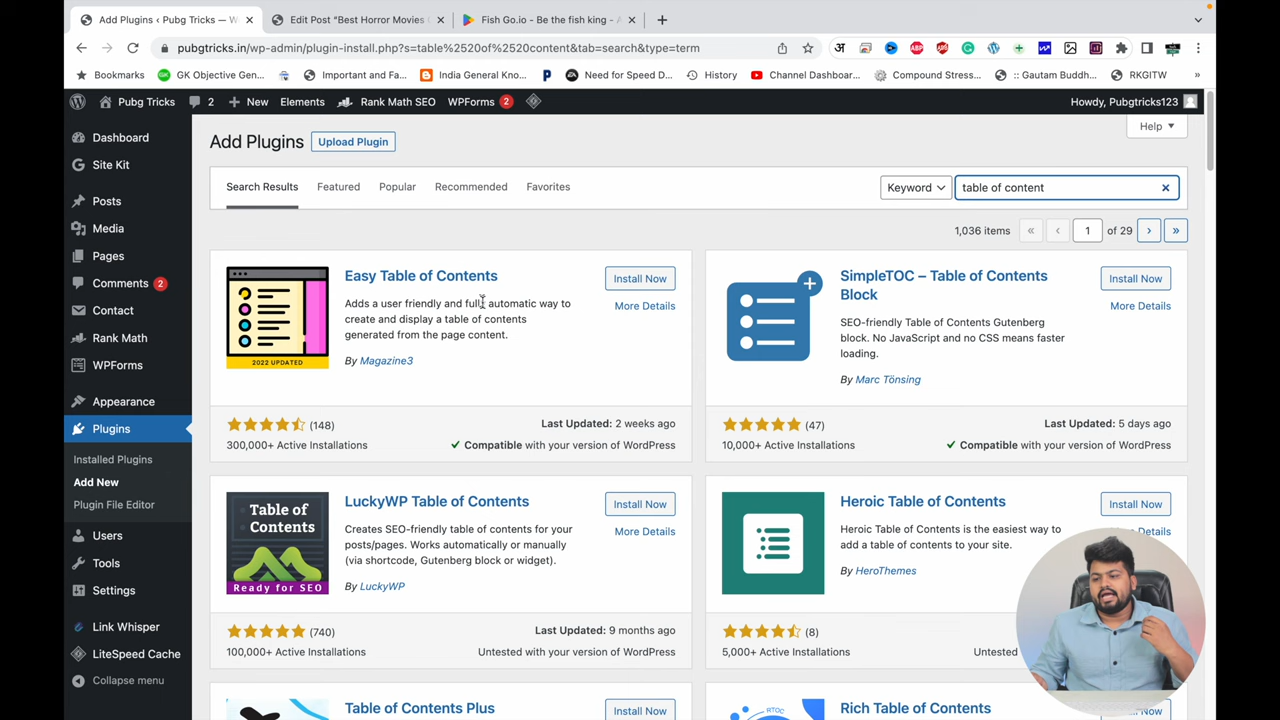 Add Plugins ‹ Pubg Tricks — W
Edit Post “Best Horror Movies
Fish Go.io - Be the fish king - A
pubgtricks.in/wp-admin/plugin-install.php?s=table%2520of%2520content&tab=search&type=term
Bookmarks
GK Objective Gen...
Important and Fa...
India General Kno...
Need for Speed D...
History
Channel Dashboar...
Compound Stress...
:: Gautam Buddh...
RKGITW
»
Pubg Tricks
2
New
Elements
Rank Math SEO
WPForms 2
Howdy, Pubgtricks123
Dashboard
Site Kit
Posts
Media
Pages
Comments 2
Contact
Rank Math
WPForms
Appearance
Plugins
Installed Plugins
Add New
Plugin File Editor
Users
Tools
Settings
Link Whisper
LiteSpeed Cache
Collapse menu
Add Plugins
Upload Plugin
Help
Search Results
Featured
Popular
Recommended
Favorites
Keyword
table of content
1,036 items
«
‹
1
of 29
›
»
Easy Table of Contents
Install Now
More Details
Adds a user friendly and fully automatic way to
create and display a table of contents
generated from the page content.
By Magazine3
2022 UPDATED
(148)
Last Updated: 2 weeks ago
300,000+ Active Installations
Compatible with your version of WordPress
SimpleTOC – Table of Contents
Block
Install Now
More Details
SEO-friendly Table of Contents Gutenberg
block. No JavaScript and no CSS means faster
loading.
By Marc Tönsing
(47)
Last Updated: 5 days ago
10,000+ Active Installations
Compatible with your version of WordPress
Table of
Contents
Ready for SEO
LuckyWP Table of Contents
Install Now
More Details
Creates SEO-friendly table of contents for your
posts/pages. Works automatically or manually
(via shortcode, Gutenberg block or widget).
By LuckyWP
(740)
Last Updated: 9 months ago
100,000+ Active Installations
Untested with your version of WordPress
Heroic Table of Contents
Install Now
Details
Heroic Table of Contents is the easiest way to
add a table of contents to your site.
By HeroThemes
(8)
5,000+ Active Installations
Untested
Table of Contents Plus
Install Now
RTOC
Rich Table of Contents
Now